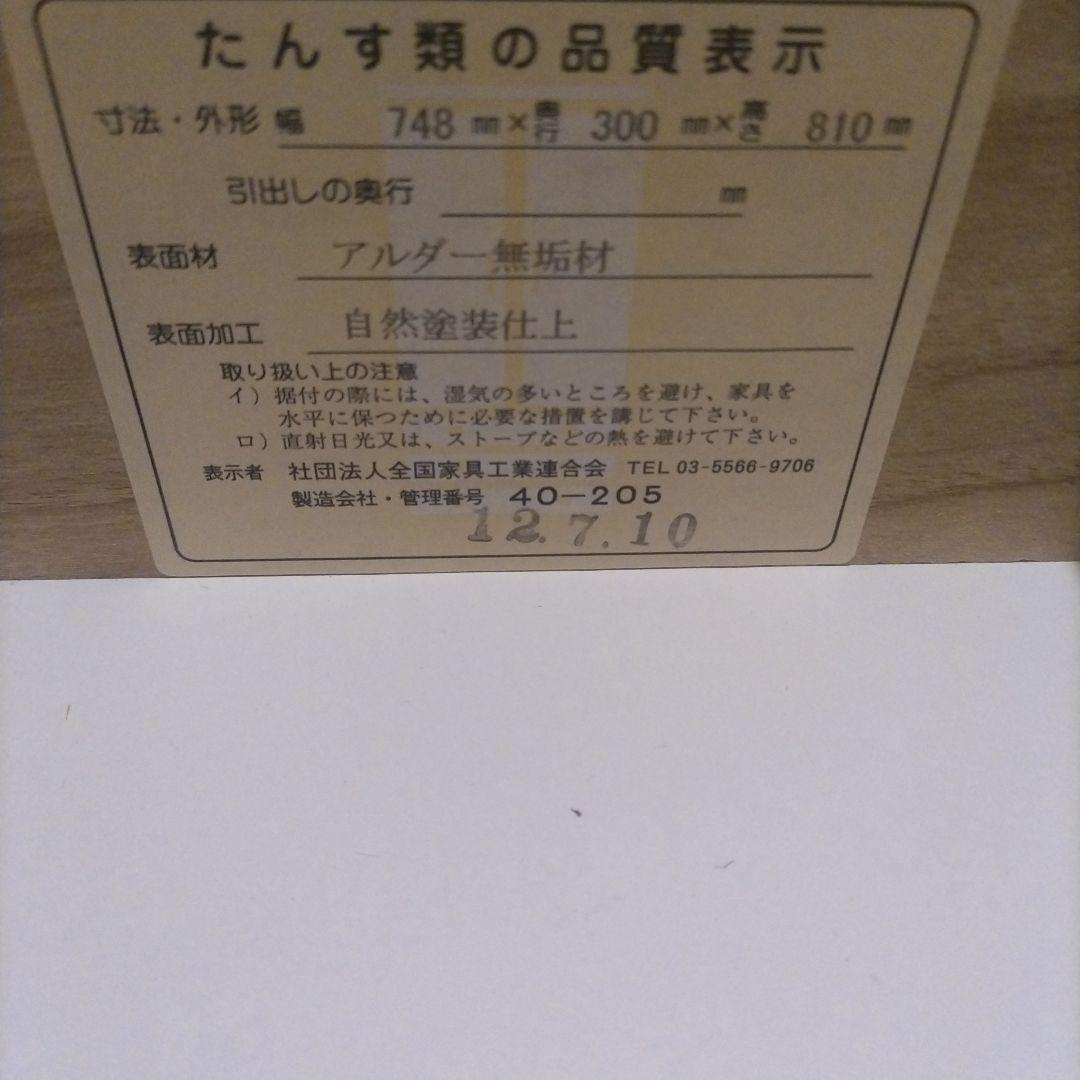 たんす類の品質表示
寸法・外形 幅 748 ㎜×奥行 300 ㎜×高さ 810 ㎜
引出しの奥行 ㎜
表面材 アルダー無垢材
表面加工 自然塗装仕上
取り扱い上の注意
イ）据付の際には、湿気の多いところを避け、家具を
水平に保つために必要な措置を講じて下さい。
ロ）直射日光又は、ストーブなどの熱を避けて下さい。
表示者 社団法人全国家具工業連合会 TEL 03-5566-9706
製造会社・管理番号 40－205
12.7.10